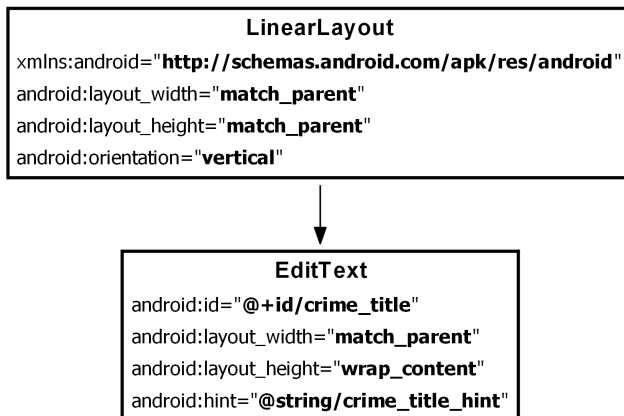 LinearLayout
xmlns:android="http://schemas.android.com/apk/res/android"
android:layout_width="match_parent"
android:layout_height="match_parent"
android:orientation="vertical"
EditText
android:id="@+id/crime_title"
android:layout_width="match_parent"
android:layout_height="wrap_content"
android:hint="@string/crime_title_hint"